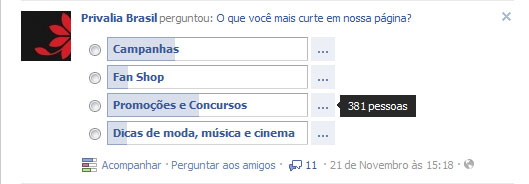 Privalia Brasil perguntou: O que você mais curte em nossa página?
Campanhas ...
Fan Shop ...
Promoções e Concursos ... 381 pessoas
Dicas de moda, música e cinema ...
Acompanhar · Perguntar aos amigos · 11 · 21 de Novembro às 15:18 ·